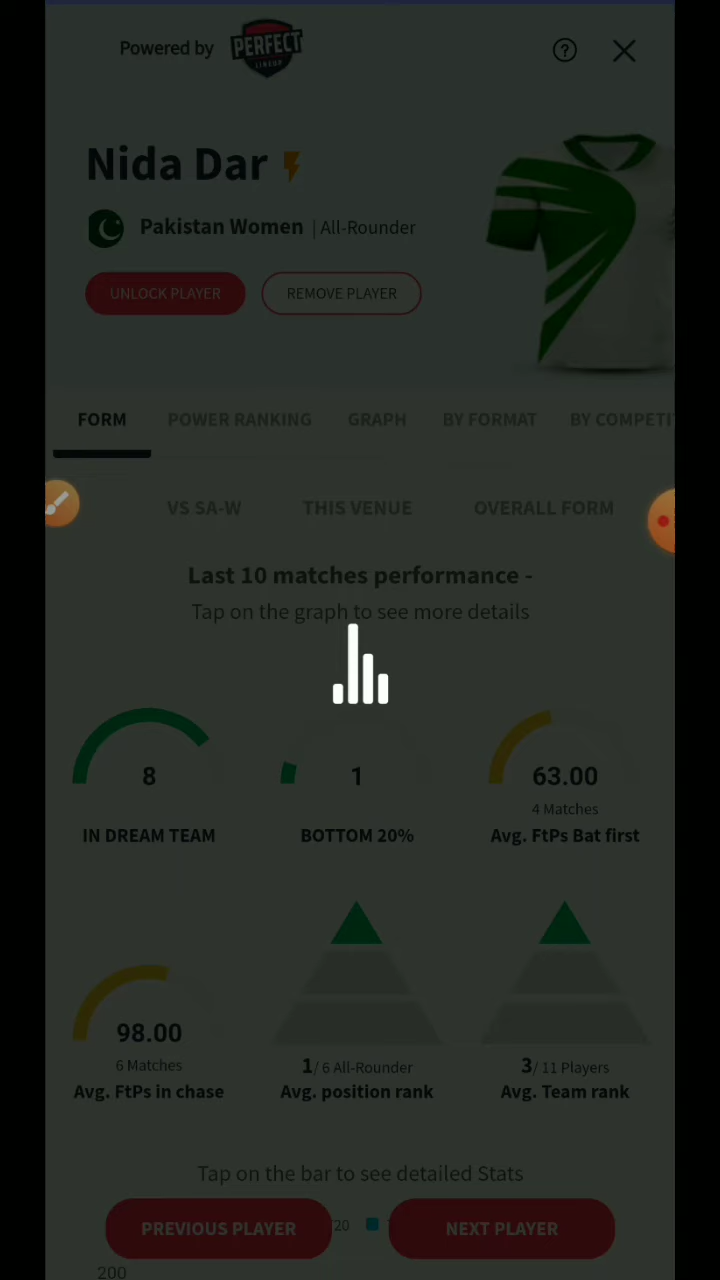 Powered by
PERFECT
LINEUP
?
Nida Dar
Pakistan Women | All-Rounder
UNLOCK PLAYER
REMOVE PLAYER
FORM
POWER RANKING
GRAPH
BY FORMAT
BY COMPETI
VS SA-W
THIS VENUE
OVERALL FORM
Last 10 matches performance -
Tap on the graph to see more details
8
IN DREAM TEAM
1
BOTTOM 20%
63.00
4 Matches
Avg. FtPs Bat first
98.00
6 Matches
Avg. FtPs in chase
1/ 6 All-Rounder
Avg. position rank
3/ 11 Players
Avg. Team rank
Tap on the bar to see detailed Stats
PREVIOUS PLAYER
20
NEXT PLAYER
200